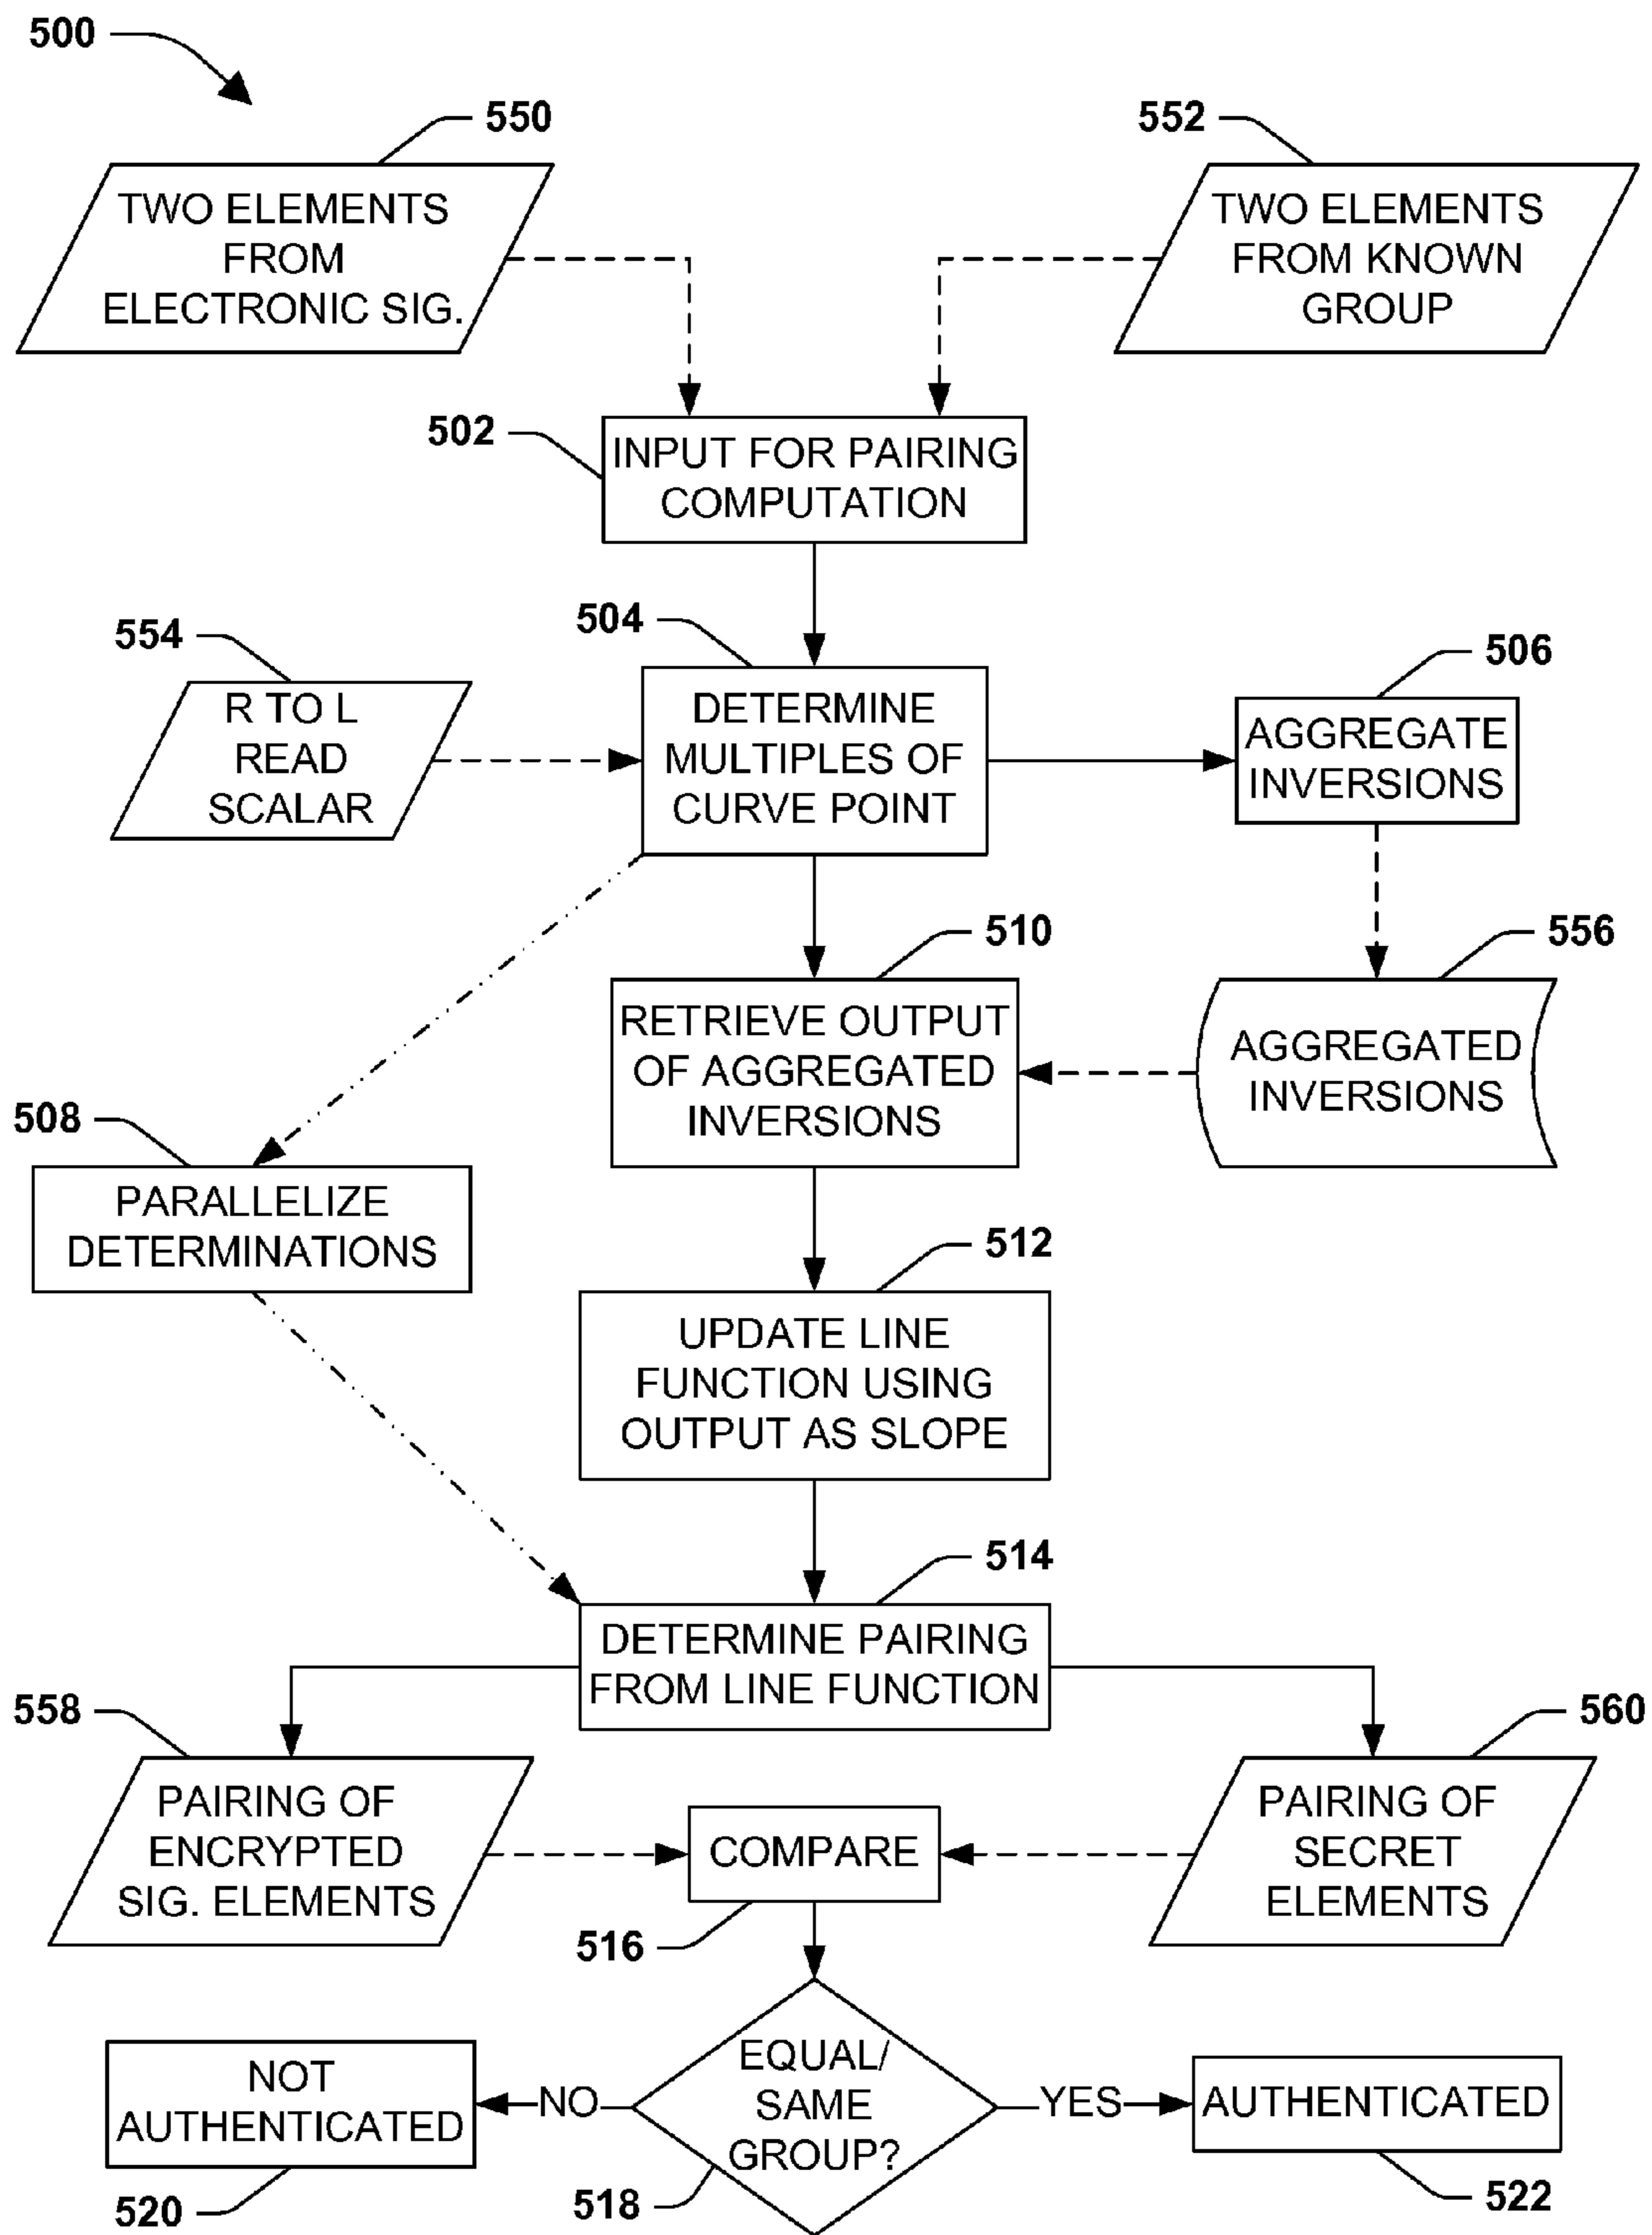 500
550
552
TWO ELEMENTS
FROM
ELECTRONIC SIG.
TWO ELEMENTS
FROM KNOWN
GROUP
502
INPUT FOR PAIRING
COMPUTATION
554
504
506
R TO L
READ
SCALAR
DETERMINE
MULTIPLES OF
CURVE POINT
AGGREGATE
INVERSIONS
510
556
RETRIEVE OUTPUT
OF AGGREGATED
INVERSIONS
AGGREGATED
INVERSIONS
508
PARALLELIZE
DETERMINATIONS
512
UPDATE LINE
FUNCTION USING
OUTPUT AS SLOPE
514
DETERMINE PAIRING
FROM LINE FUNCTION
558
560
PAIRING OF
ENCRYPTED
SIG. ELEMENTS
COMPARE
PAIRING OF
SECRET
ELEMENTS
516
EQUAL/
SAME
GROUP?
NO
YES
NOT
AUTHENTICATED
AUTHENTICATED
520
518
522